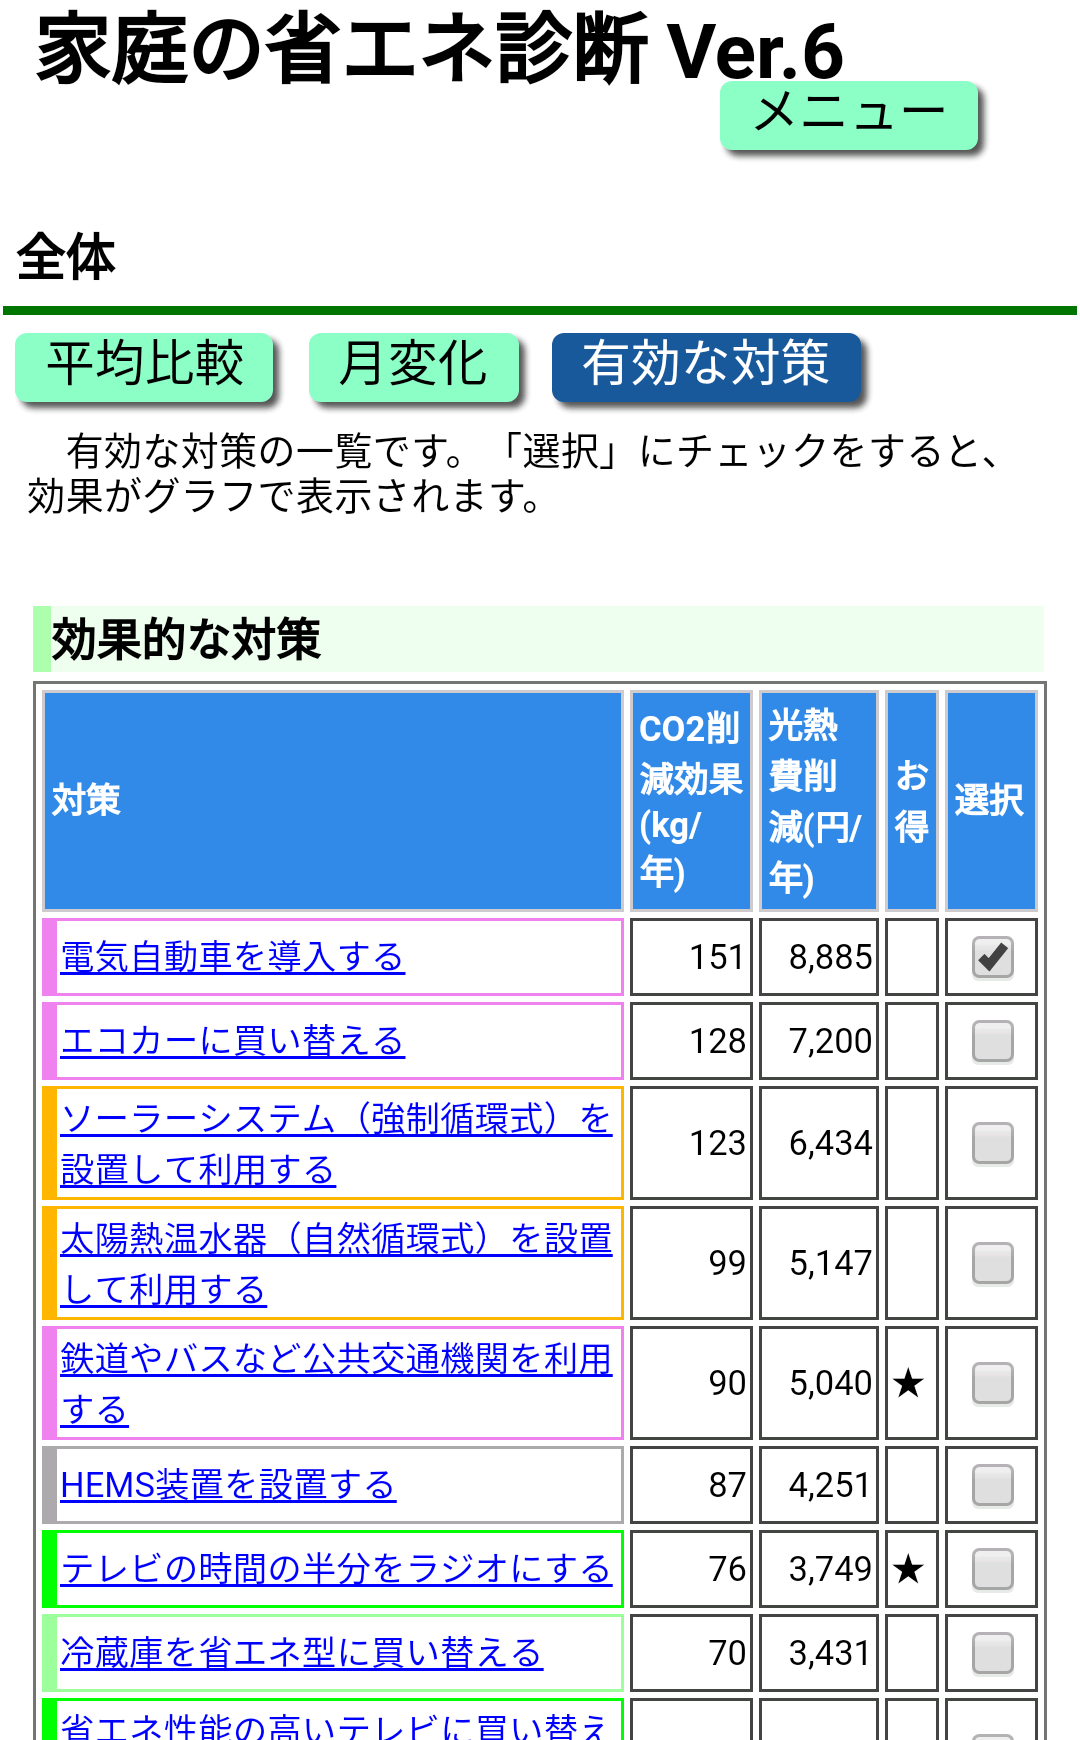 家庭の省エネ診断 Ver.6
メニュー
全体
平均比較 月変化 有効な対策
有効な対策の一覧です。「選択」にチェックをすると、
効果がグラフで表示されます。
効果的な対策
対策
CO2削
減効果
(kg/
年)
光熱
費削
減(円/
年)
お
得
選択
電気自動車を導入する 151 8,885
エコカーに買い替える 128 7,200
ソーラーシステム（強制循環式）を
設置して利用する 123 6,434
太陽熱温水器（自然循環式）を設置
して利用する 99 5,147
鉄道やバスなど公共交通機関を利用
する 90 5,040 ★
HEMS装置を設置する 87 4,251
テレビの時間の半分をラジオにする 76 3,749 ★
冷蔵庫を省エネ型に買い替える 70 3,431
省エネ性能の高いテレビに買い替え